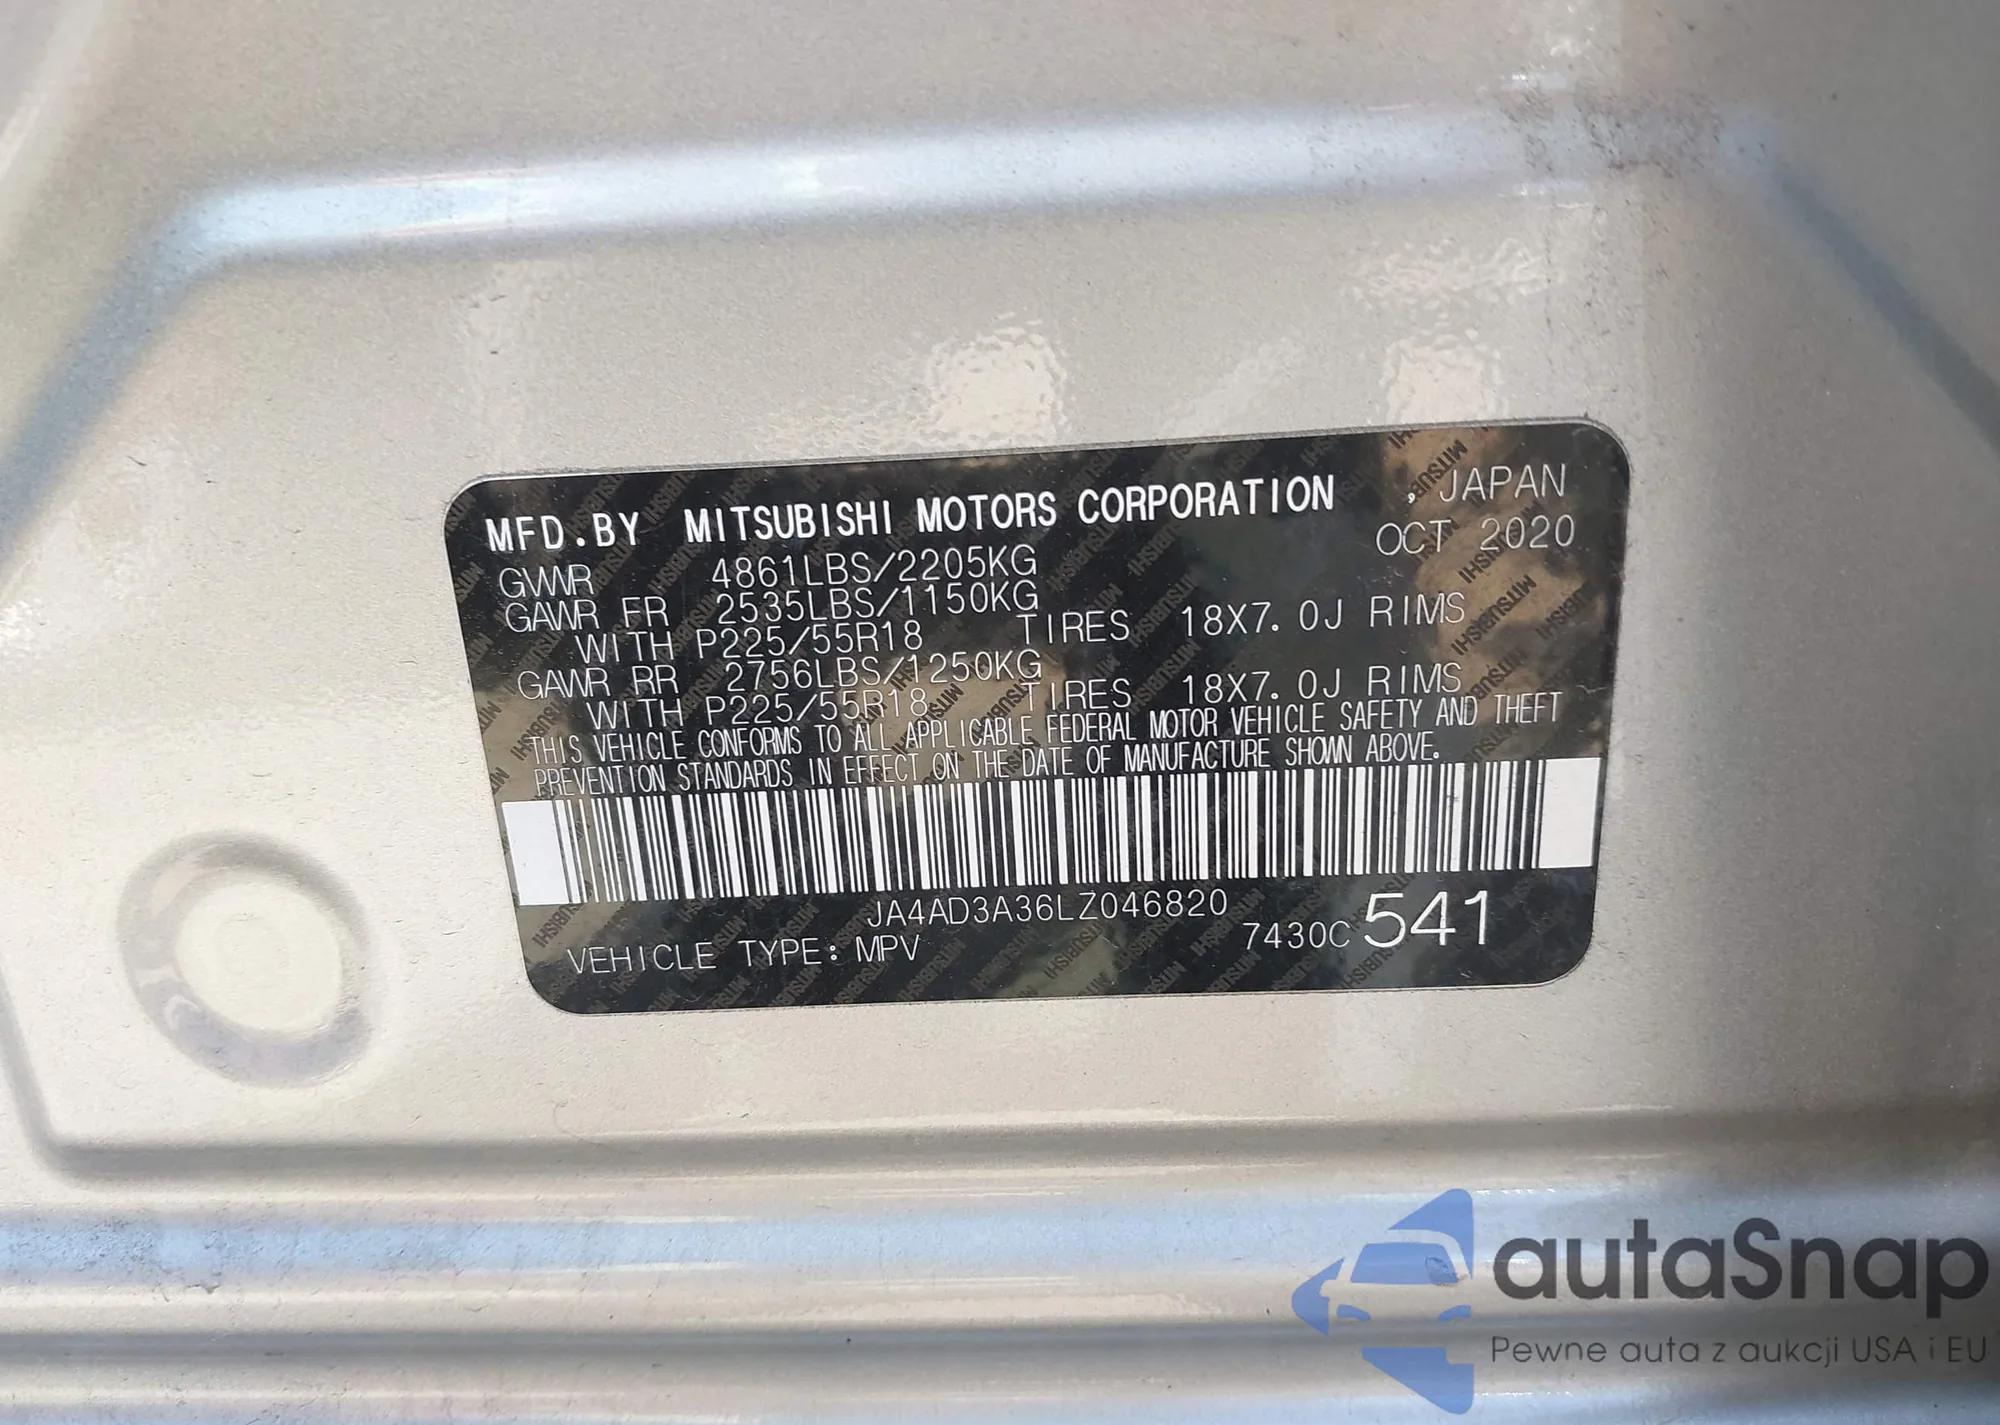 MFD.BY MITSUBISHI MOTORS CORPORATION , JAPAN
OCT 2020
GVWR 4861LBS/2205KG
GAWR FR 2535LBS/1150KG
WITH P225/55R18 TIRES 18X7.0J RIMS
GAWR RR 2756LBS/1250KG
WITH P225/55R18 TIRES 18X7.0J RIMS
THIS VEHICLE CONFORMS TO ALL APPLICABLE FEDERAL MOTOR VEHICLE SAFETY AND THEFT
PREVENTION STANDARDS IN EFFECT ON THE DATE OF MANUFACTURE SHOWN ABOVE.
JA4AD3A36LZ046820
VEHICLE TYPE: MPV 7430C 541
autaSnap
Pewne auta z aukcji USA i EU